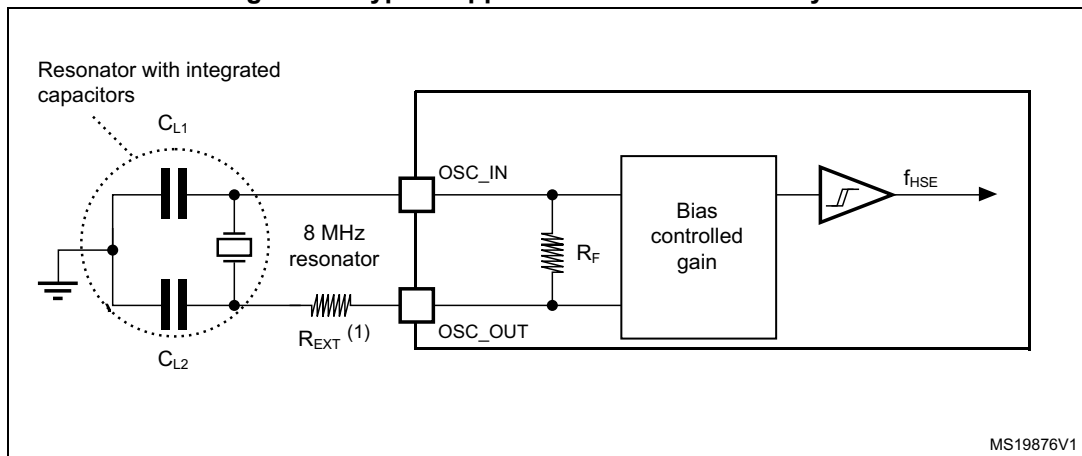 Resonator with integrated
capacitors
CL1
OSC_IN
fHSE
8 MHz
resonator
RF
Bias
controlled
gain
REXT (1)
OSC_OUT
CL2
MS19876V1